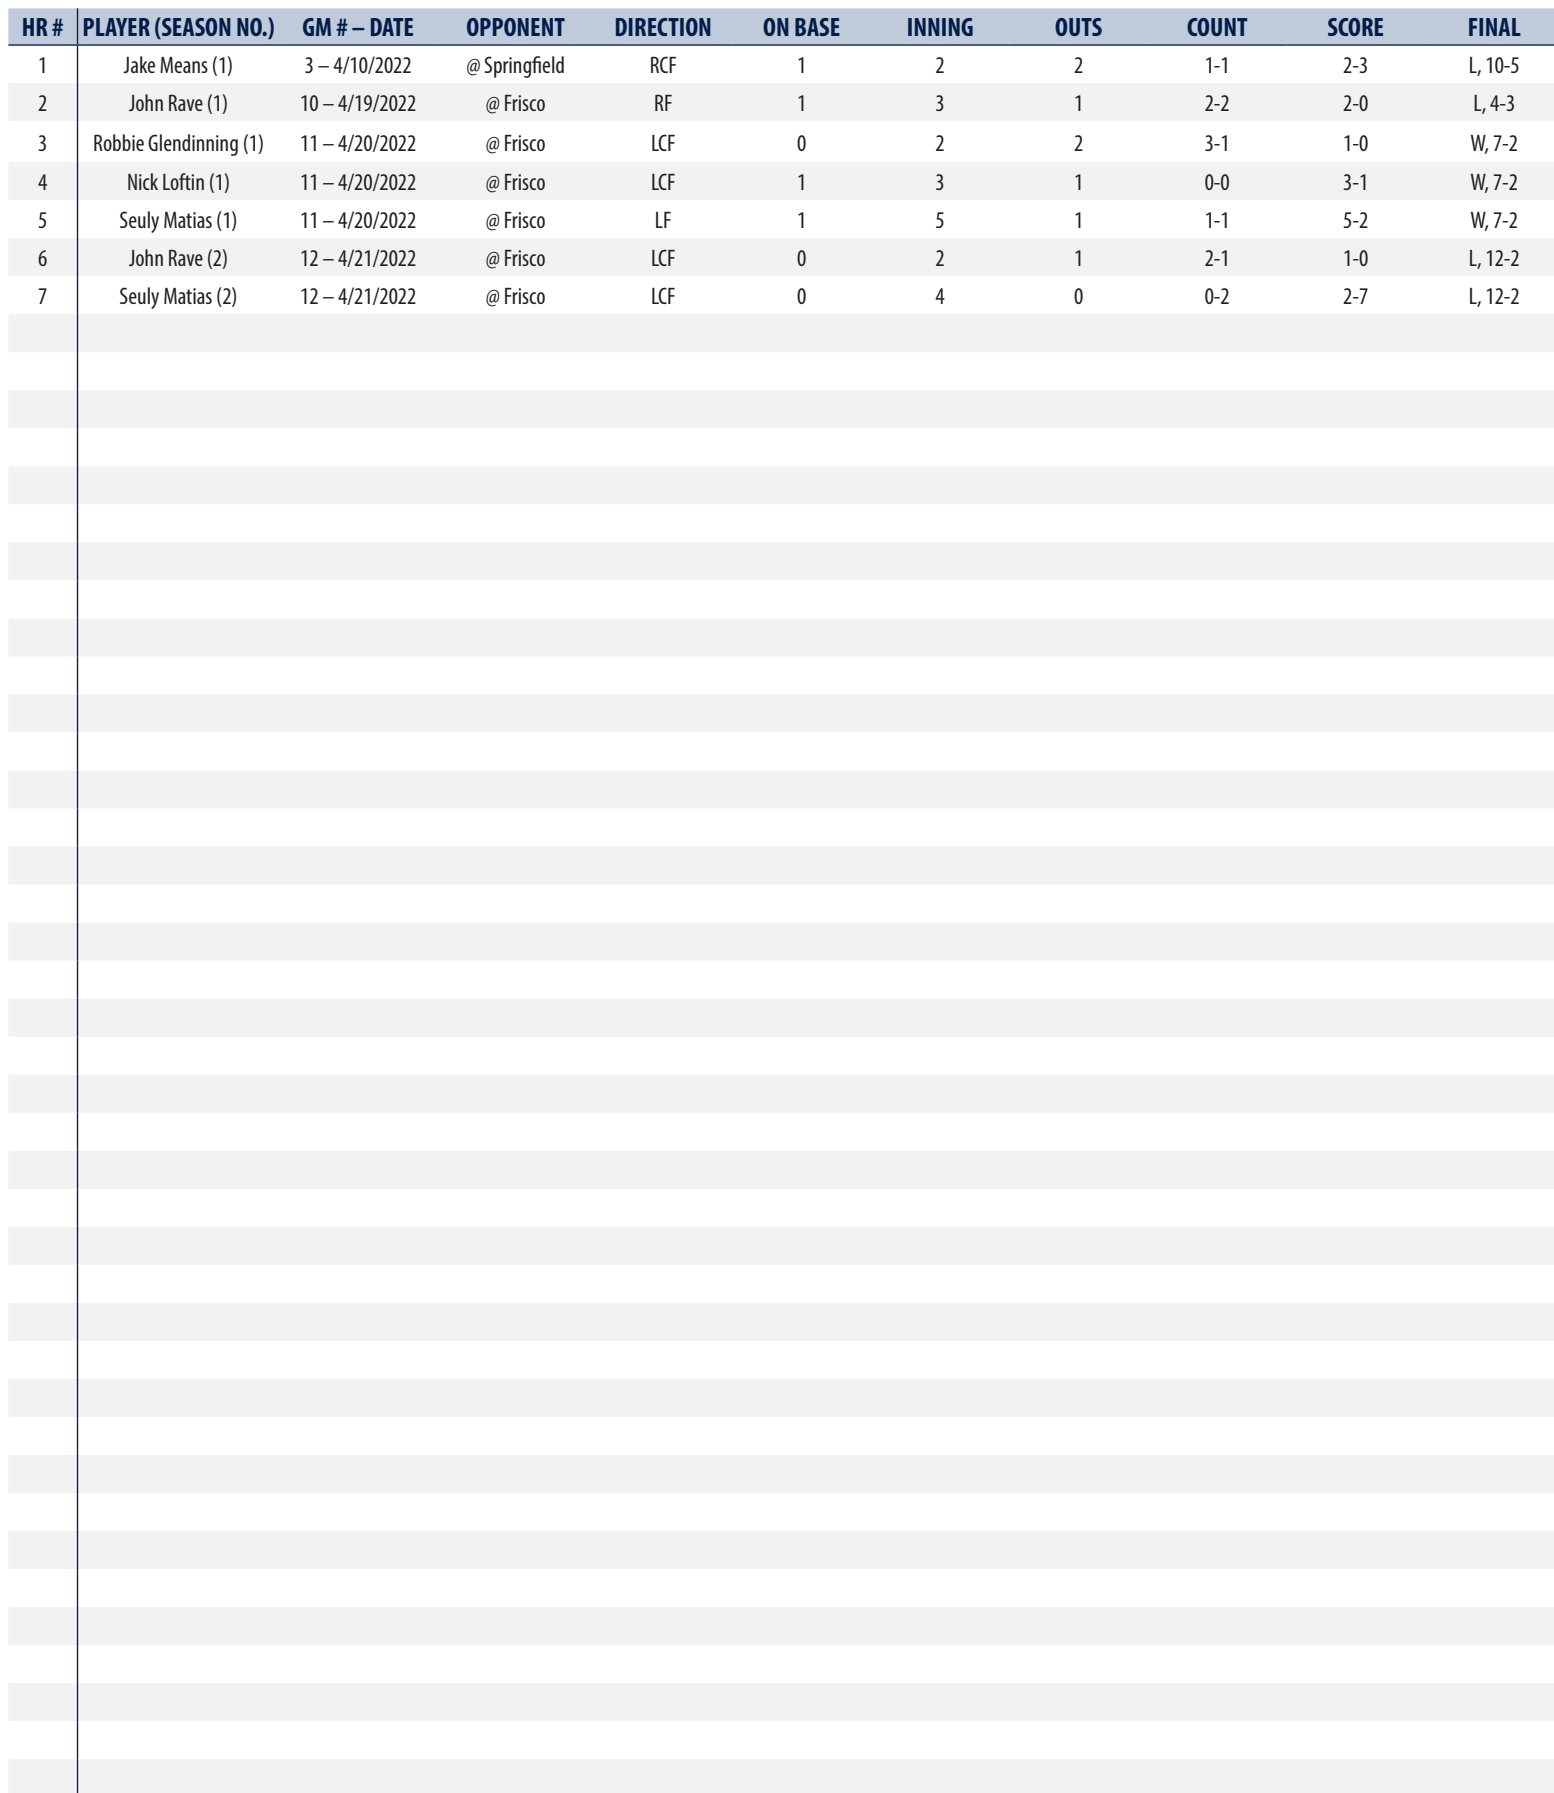 HR # PLAYER (SEASON NO.) GM # – DATE OPPONENT DIRECTION ON BASE INNING OUTS COUNT SCORE FINAL
1 Jake Means (1) 3 – 4/10/2022 @ Springfield RCF 1 2 2 1-1 2-3 L, 10-5
2 John Rave (1) 10 – 4/19/2022 @ Frisco RF 1 3 1 2-2 2-0 L, 4-3
3 Robbie Glendinning (1) 11 – 4/20/2022 @ Frisco LCF 0 2 2 3-1 1-0 W, 7-2
4 Nick Loftin (1) 11 – 4/20/2022 @ Frisco LCF 1 3 1 0-0 3-1 W, 7-2
5 Seuly Matias (1) 11 – 4/20/2022 @ Frisco LF 1 5 1 1-1 5-2 W, 7-2
6 John Rave (2) 12 – 4/21/2022 @ Frisco LCF 0 2 1 2-1 1-0 L, 12-2
7 Seuly Matias (2) 12 – 4/21/2022 @ Frisco LCF 0 4 0 0-2 2-7 L, 12-2